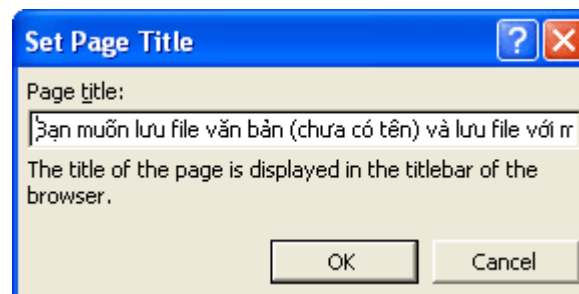 Set Page Title
Page title:
Bạn muốn lưu file văn bản (chưa có tên) và lưu file với
The title of the page is displayed in the titlebar of the
browser.
OK Cancel